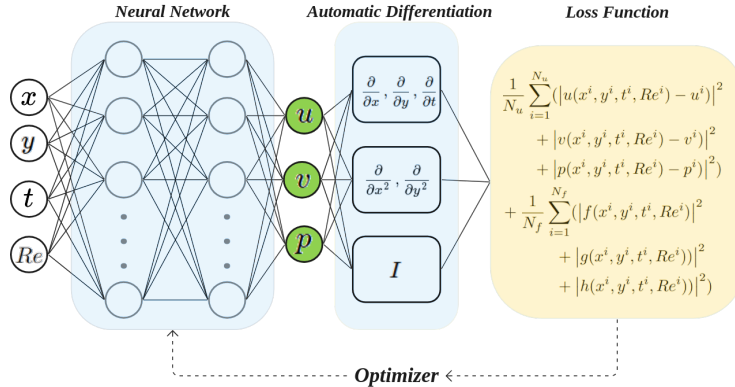 Neural Network
Automatic Differentiation
Loss Function
x
y
t
Re
u
v
p
∂/∂x , ∂/∂y , ∂/∂t
∂/∂x² , ∂/∂y²
I
1/N_u ∑_{i=1}^{N_u} (|u(x^i, y^i, t^i, Re^i) − u^i)|²
+ |v(x^i, y^i, t^i, Re^i) − v^i)|²
+ |p(x^i, y^i, t^i, Re^i) − p^i)|²)
+ 1/N_f ∑_{i=1}^{N_f} (|f(x^i, y^i, t^i, Re^i)|²
+ |g(x^i, y^i, t^i, Re^i))|²
+ |h(x^i, y^i, t^i, Re^i))|²)
Optimizer